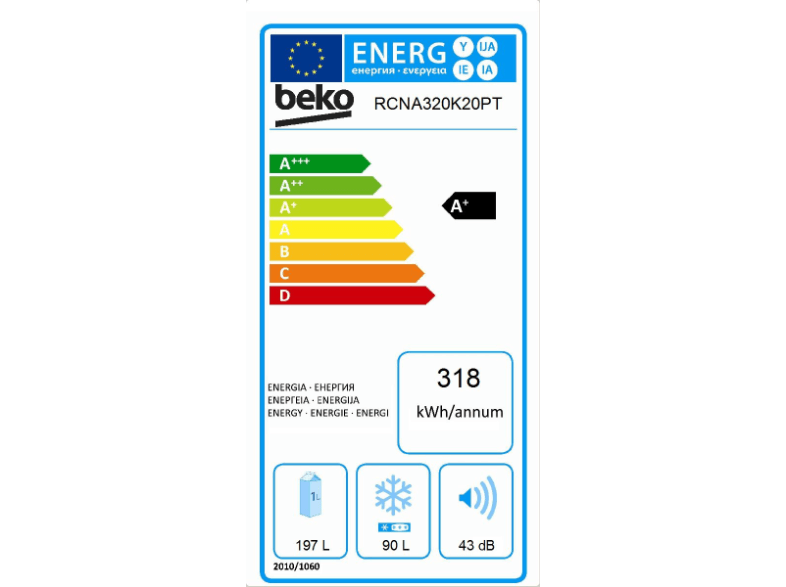 ENERG Y IJA
енергия · ενεργεια IE IA
beko RCNA320K20PT
A+++
A++
A+
A+
A
B
C
D
318
kWh/annum
ENERGIA · ЕНЕРГИЯ
ΕΝΕΡΓΕΙΑ · ENERGIJA
ENERGY · ENERGIE · ENERGI
1L
197 L 90 L 43 dB
2010/1060